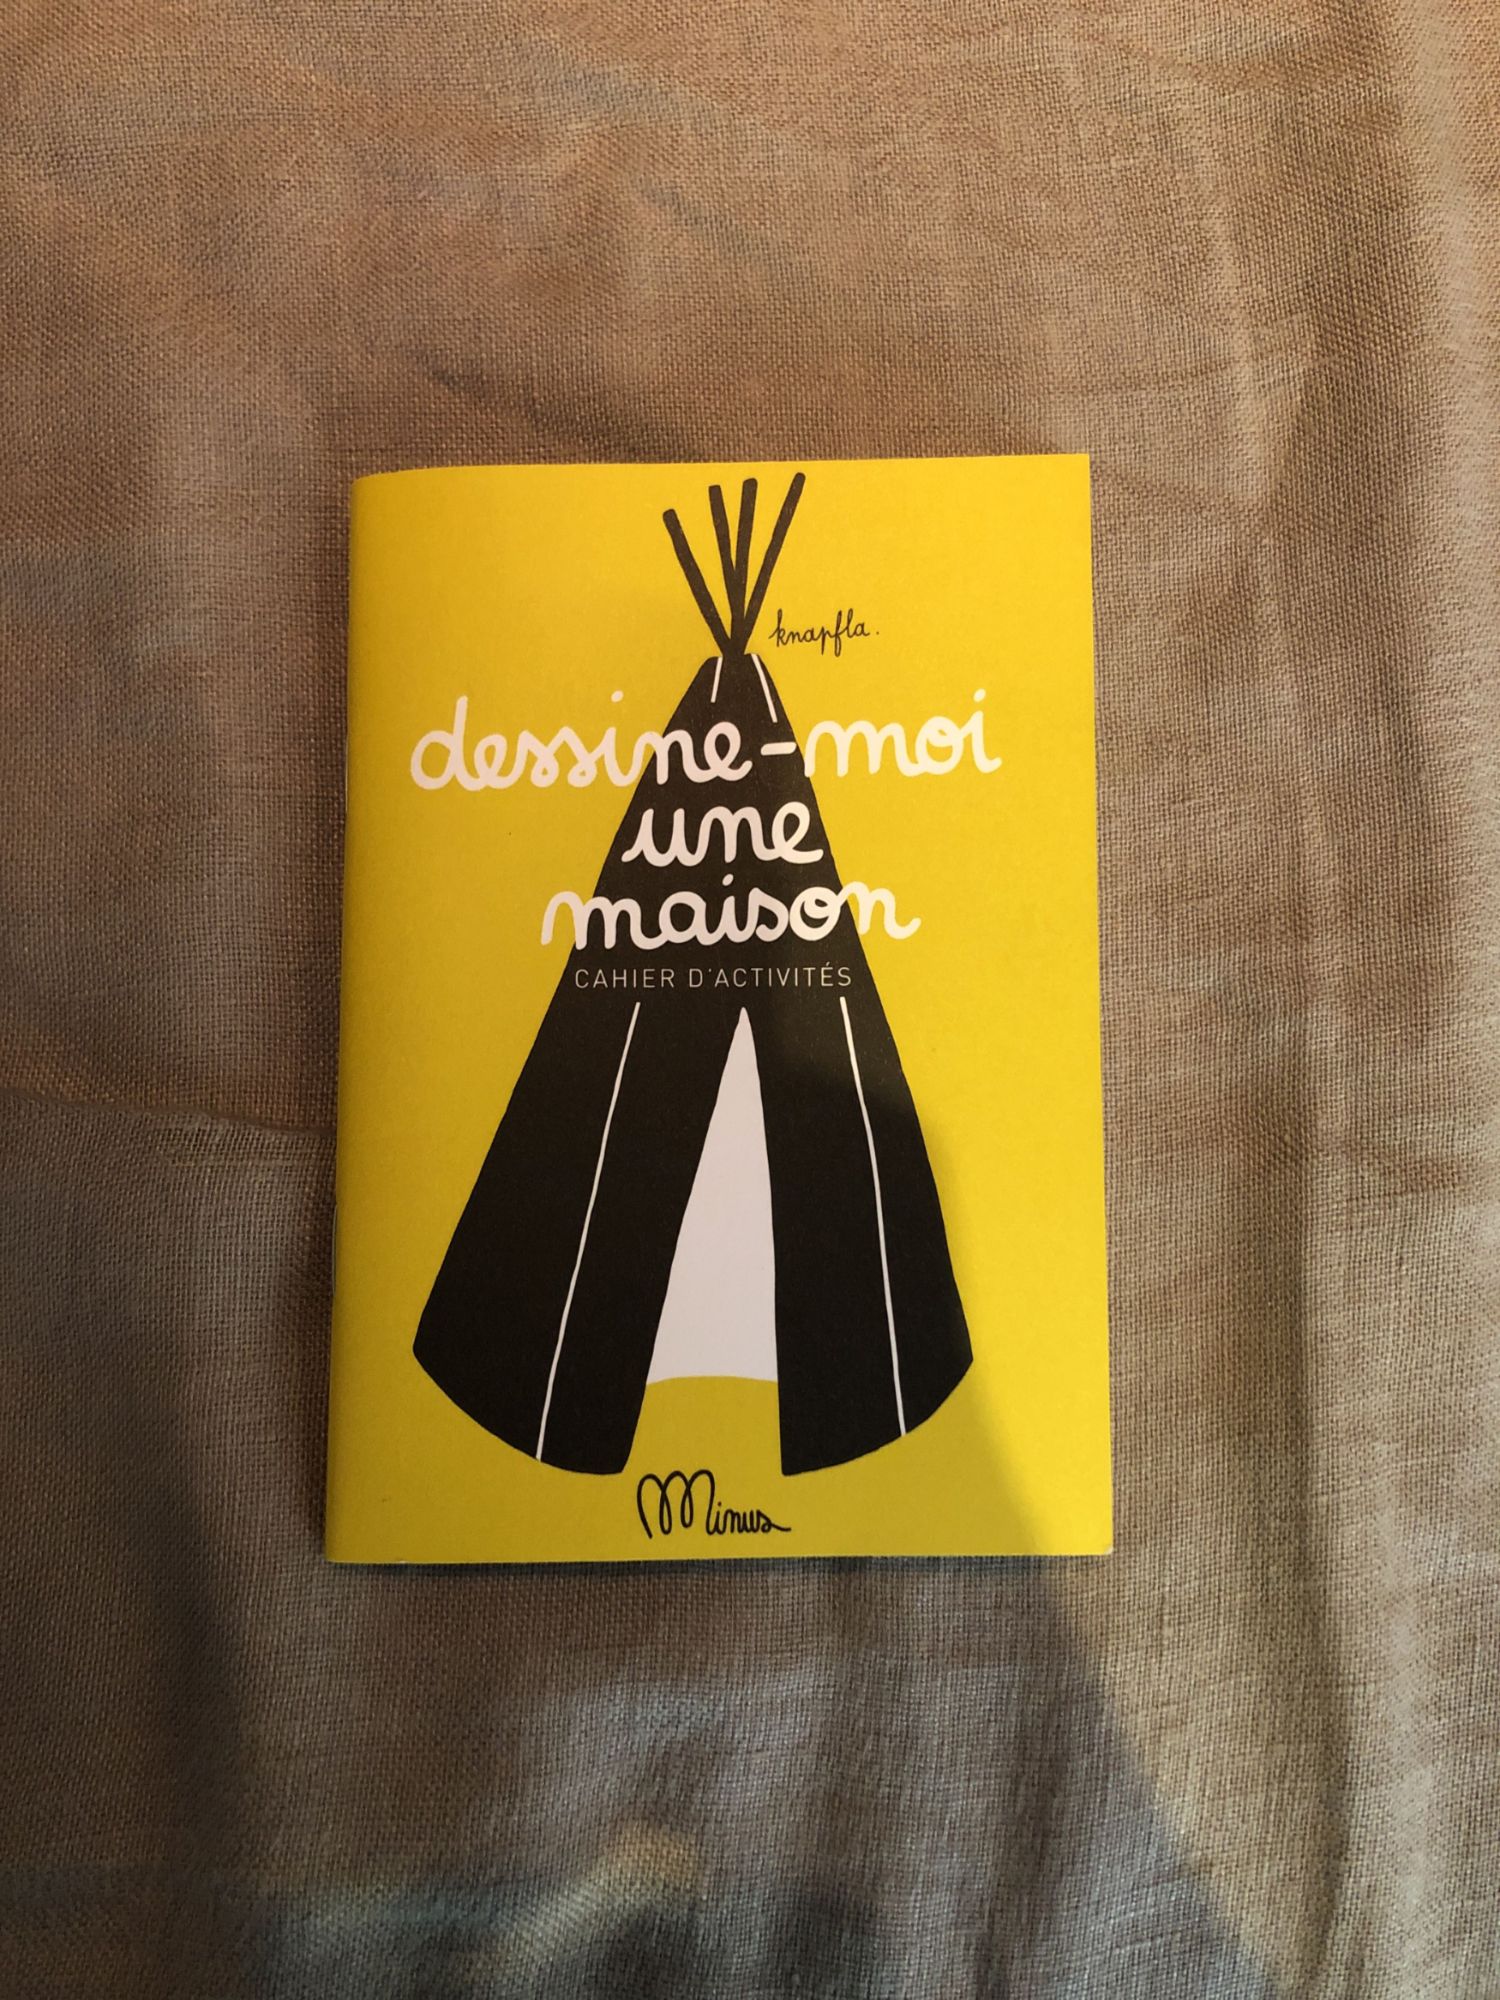 knapfla.
dessine-moi
une
maison
CAHIER D'ACTIVITÉS
Minus